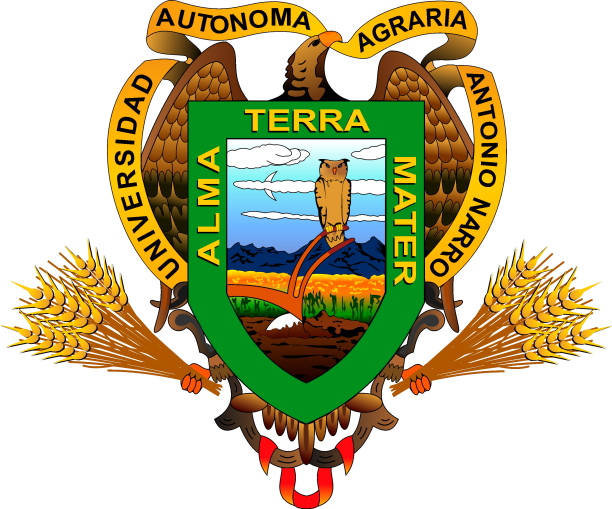 UNIVERSIDAD
AUTONOMA
AGRARIA
ANTONIO NARRO
ALMA
TERRA
MATER